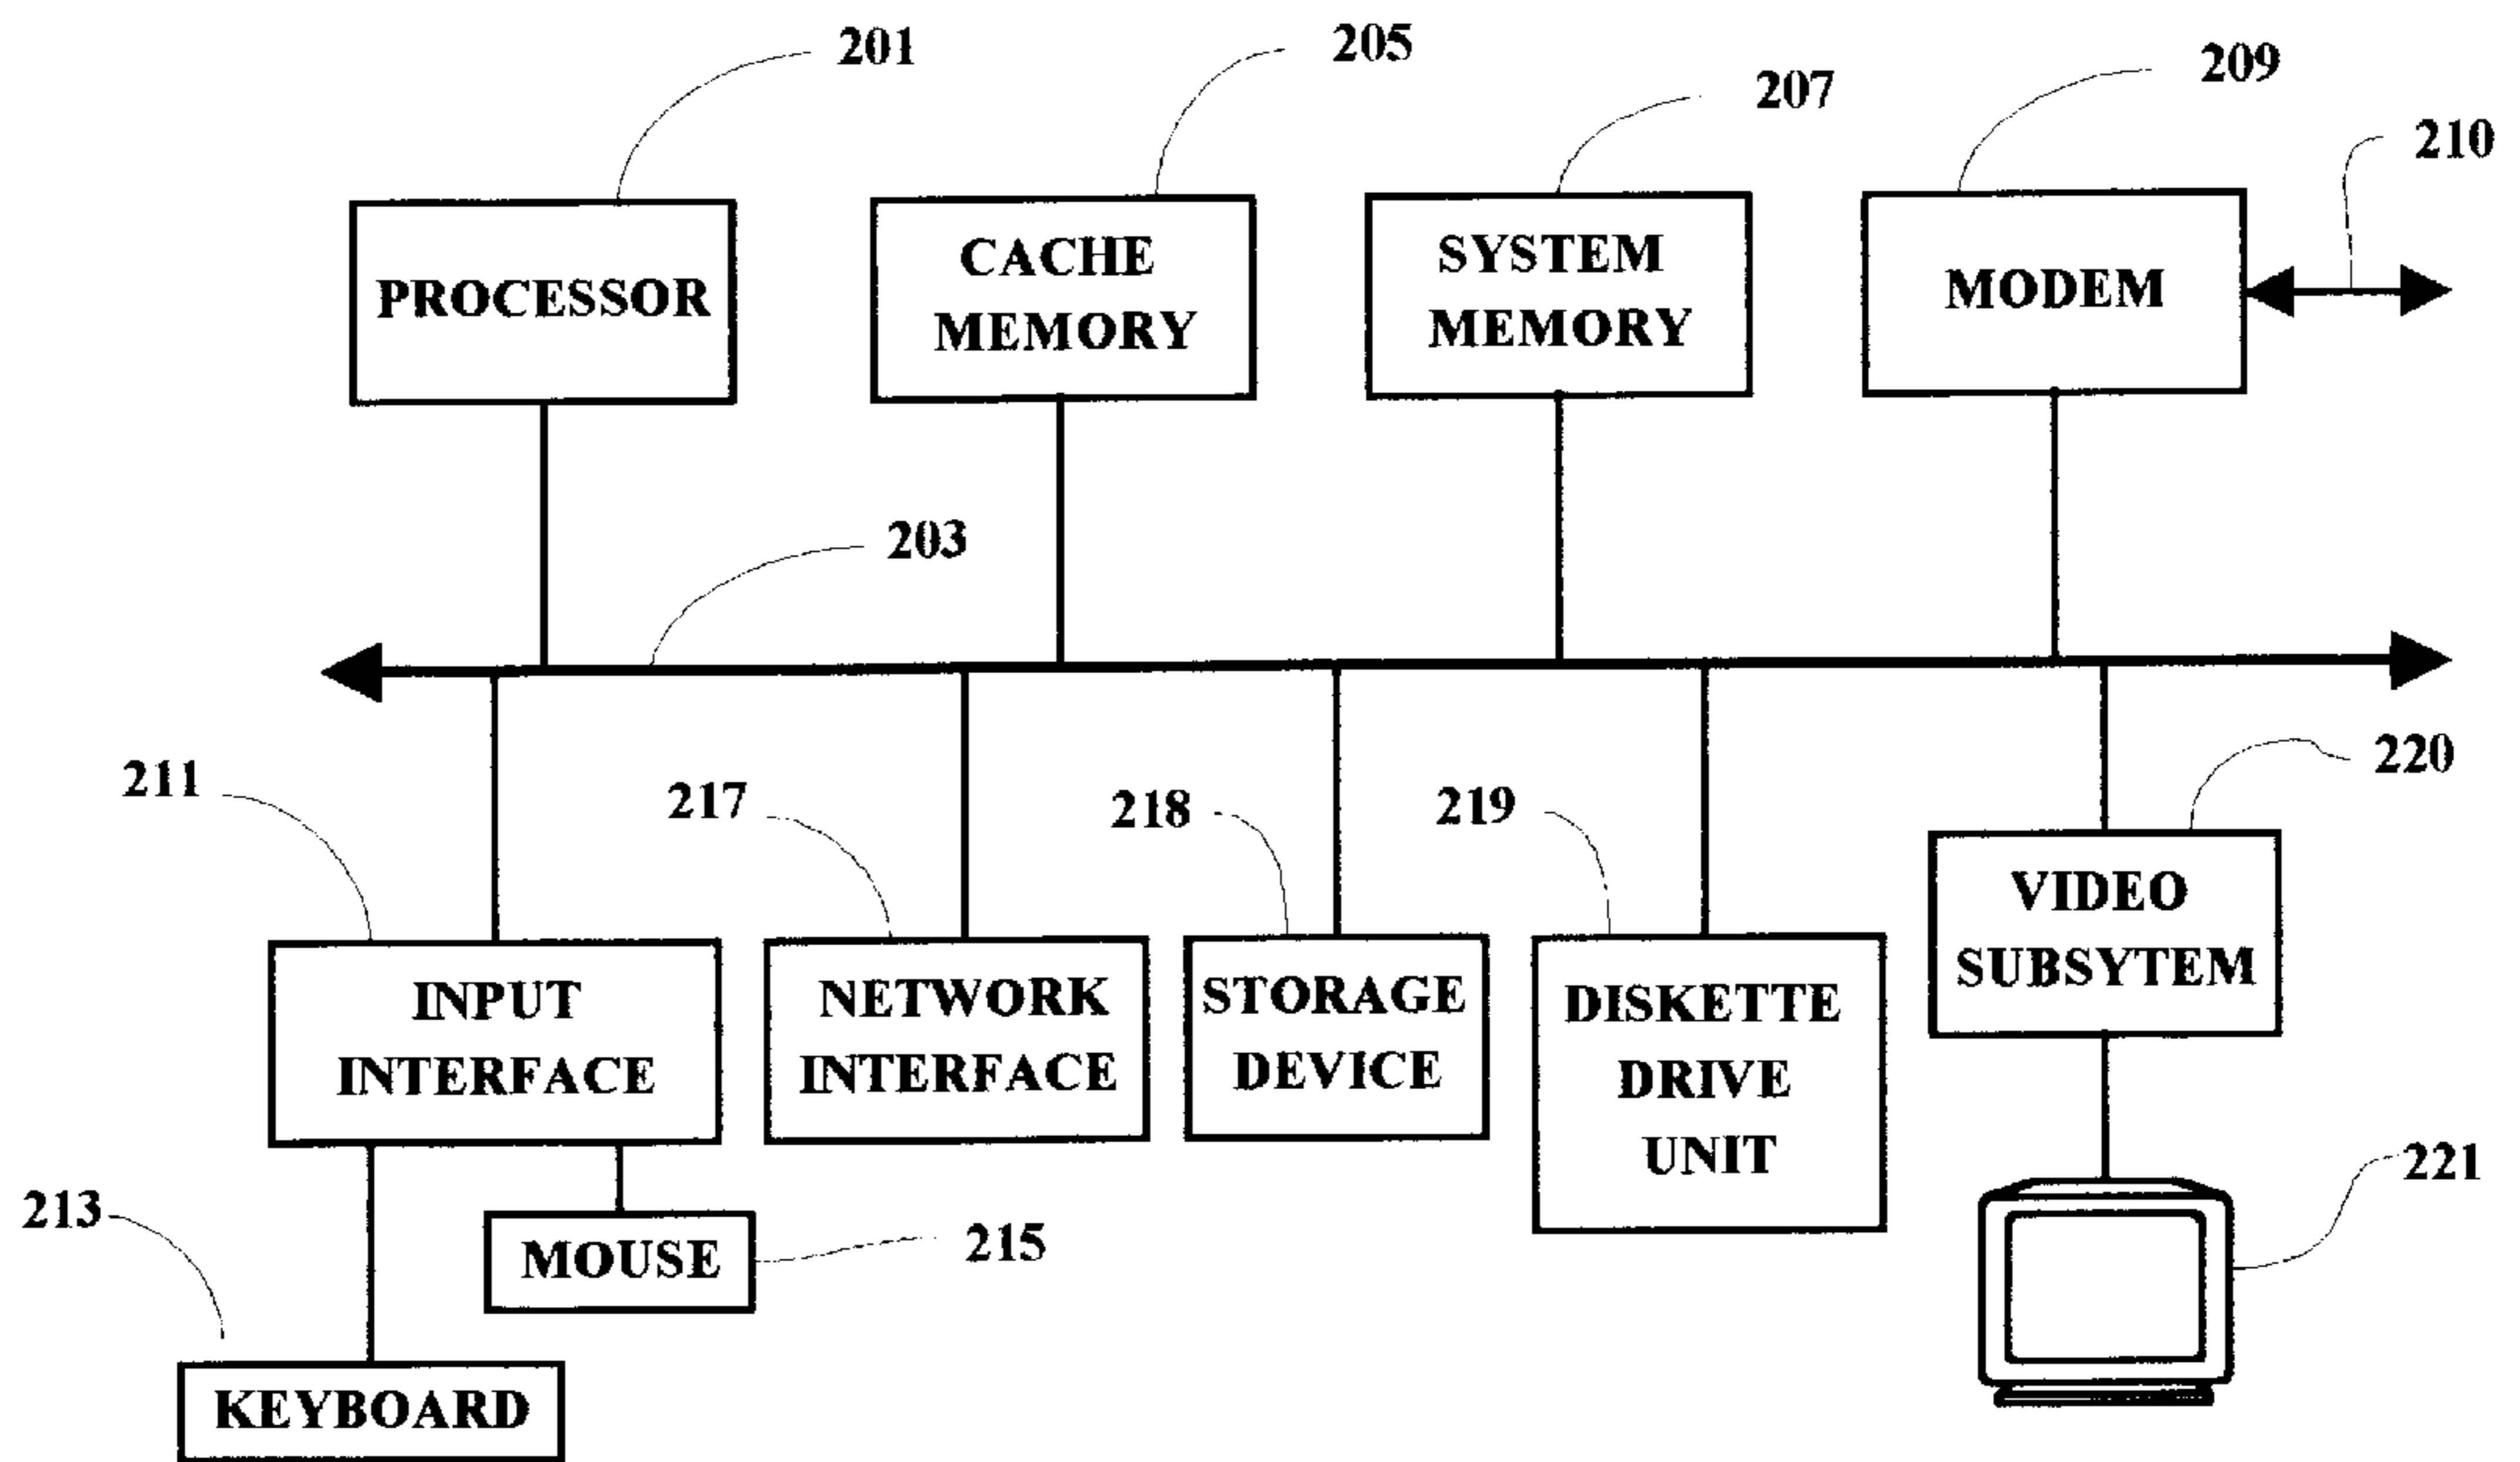 201
205
207
209
210
PROCESSOR
CACHE
MEMORY
SYSTEM
MEMORY
MODEM
203
211
217
218
219
220
INPUT
INTERFACE
NETWORK
INTERFACE
STORAGE
DEVICE
DISKETTE
DRIVE
UNIT
VIDEO
SUBSYTEM
213
MOUSE
215
221
KEYBOARD